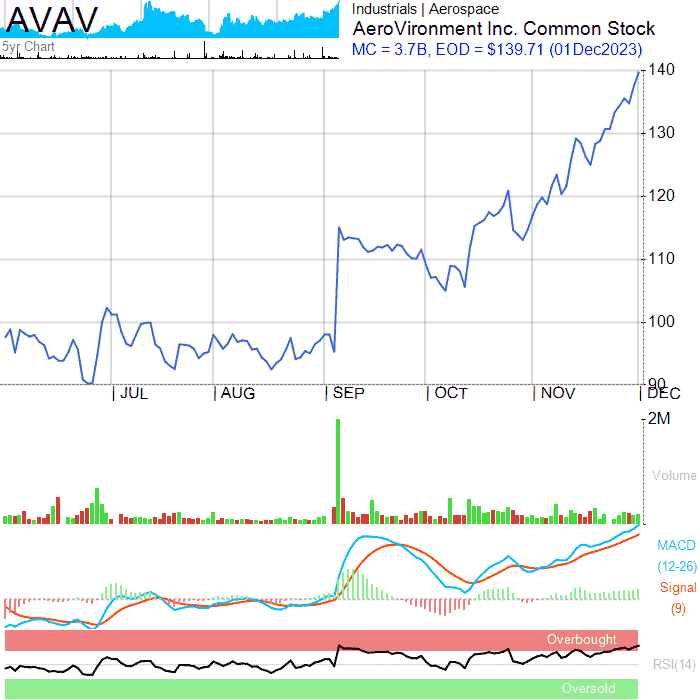 AVAV
5yr Chart
Industrials | Aerospace
AeroVironment Inc. Common Stock
MC = 3.7B, EOD = $139.71 (01Dec2023)
140
130
120
110
100
90
JUL
AUG
SEP
OCT
NOV
DEC
2M
Volume
MACD
(12-26)
Signal
(9)
Overbought
RSI(14)
Oversold